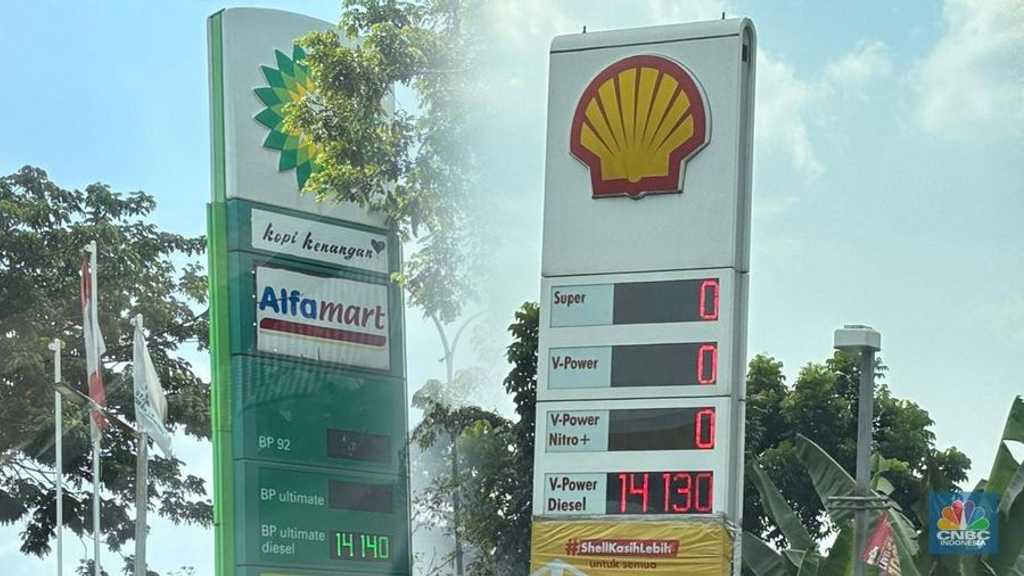 kopi kenangan
Alfamart
BP 92
BP ultimate
BP ultimate
diesel
14140
Super
0
V-Power
0
V-Power
Nitro+
0
V-Power
Diesel
14130
#ShellKasihLebih
untuk semua
CNBC
INDONESIA